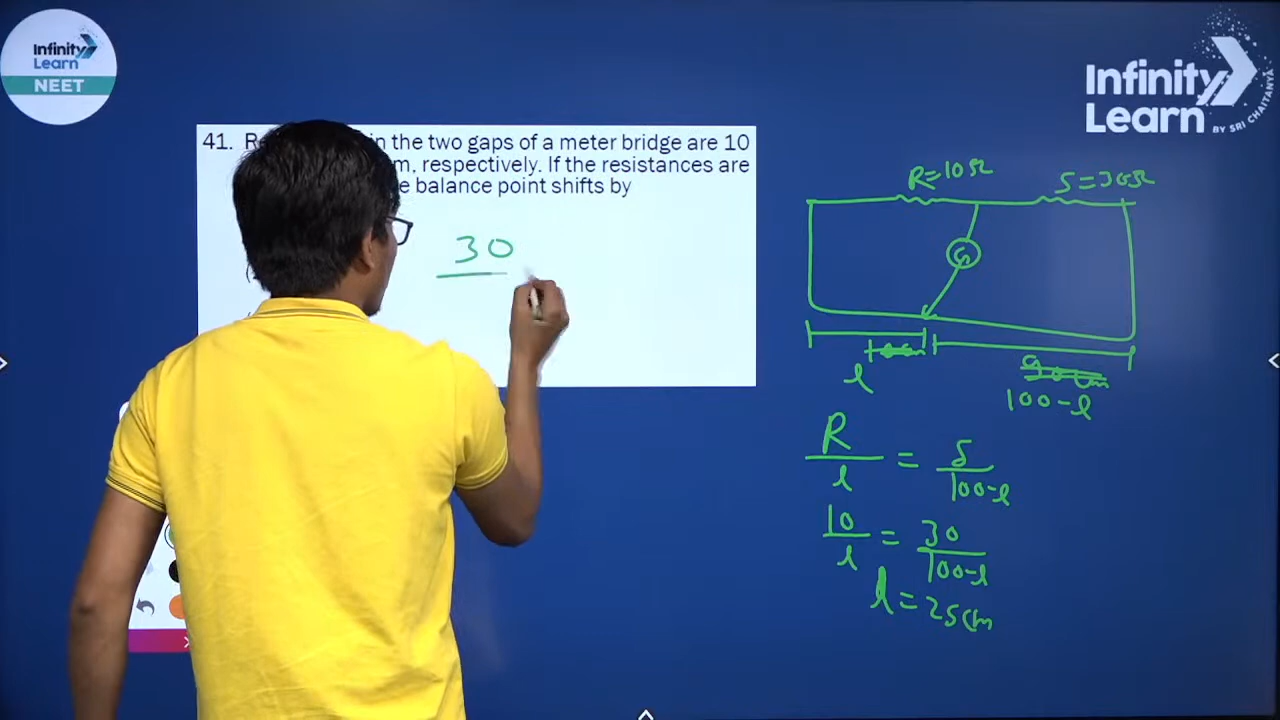 Infinity
Learn
NEET
Infinity
Learn
BY SRI CHAITANYA
41. in the two gaps of a meter bridge are 10
respectively. If the resistances are
balance point shifts by
30
R=10Ω
S=30Ω
G
l
100-l
R/l = S/100-l
10/l = 30/100-l
l = 25cm